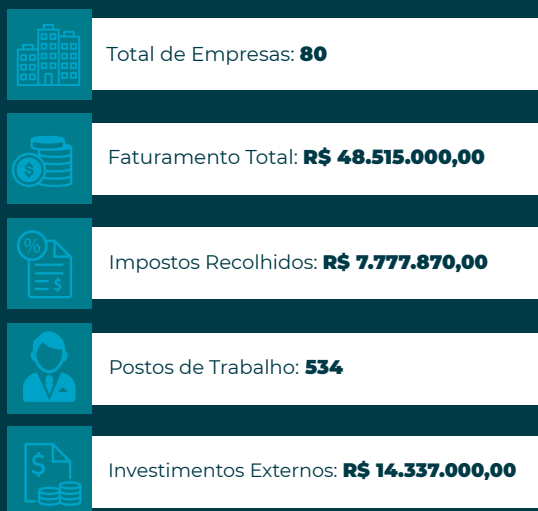 Total de Empresas: 80
$
Faturamento Total: R$ 48.515.000,00
%
$
Impostos Recolhidos: R$ 7.777.870,00
Postos de Trabalho: 534
$
Investimentos Externos: R$ 14.337.000,00